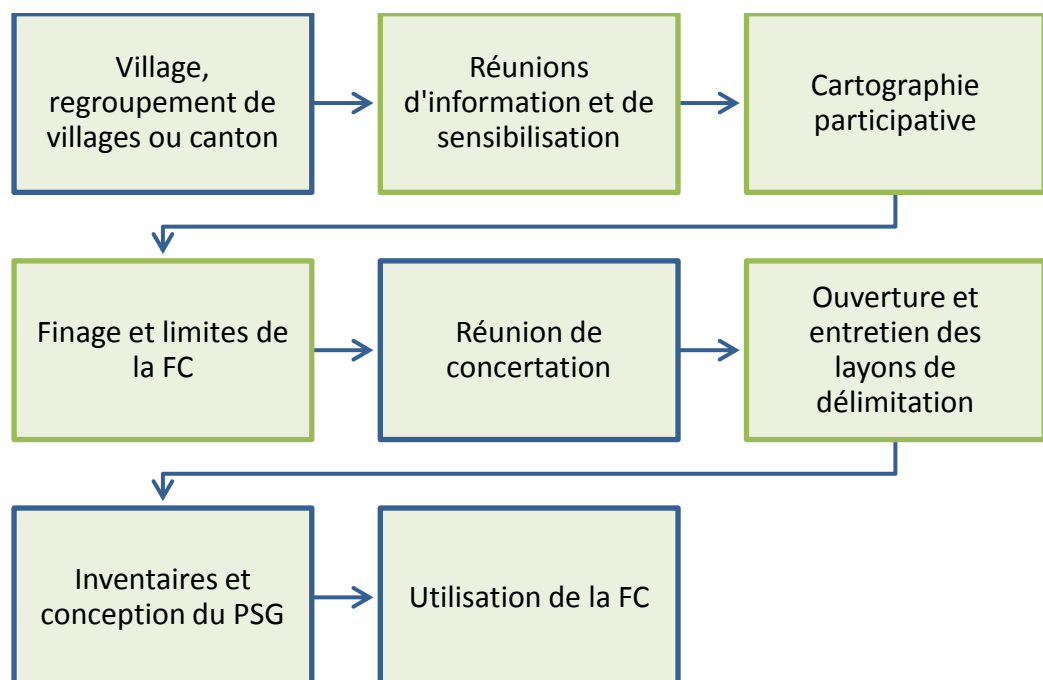 Village,
regroupement de
villages ou canton
Réunions
d'information et de
sensibilisation
Cartographie
participative
Finage et limites de
la FC
Réunion de
concertation
Ouverture et
entretien des
layons de
délimitation
Inventaires et
conception du PSG
Utilisation de la FC